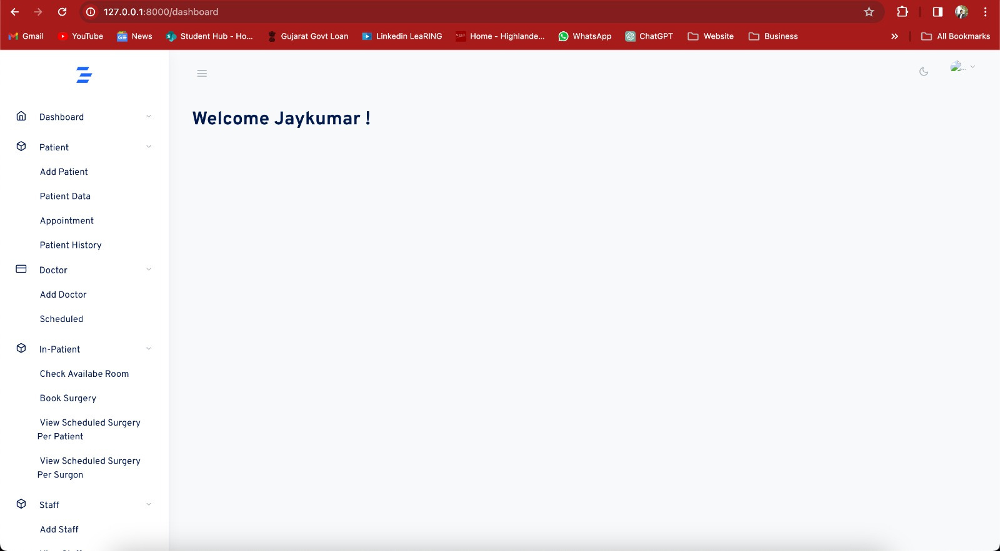 127.0.0.1:8000/dashboard
Gmail YouTube News Student Hub - Ho... Gujarat Govt Loan Linkedin LeaRING Home - Highlande... WhatsApp ChatGPT Website Business » All Bookmarks
Dashboard
Patient
Add Patient
Patient Data
Appointment
Patient History
Doctor
Add Doctor
Scheduled
In-Patient
Check Availabe Room
Book Surgery
View Scheduled Surgery
Per Patient
View Scheduled Surgery
Per Surgon
Staff
Add Staff
Welcome Jaykumar !